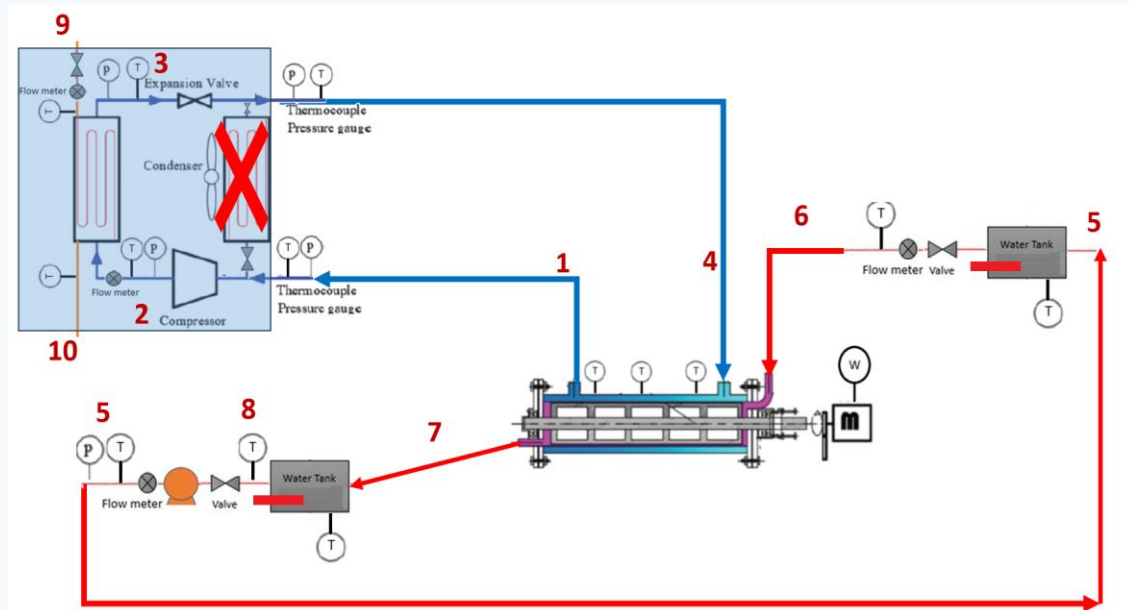 9
P
T
3
Expansion Valve
P
T
Flow meter
T
Thermocouple
Pressure gauge
Condenser
6
T
5
Water Tank
1
4
T
P
T
P
Flow meter
Valve
T
Flow meter
Thermocouple
Pressure gauge
2
Compressor
T
10
T
T
T
W
m
5
8
7
P
T
T
Water Tank
Flow meter
Valve
T